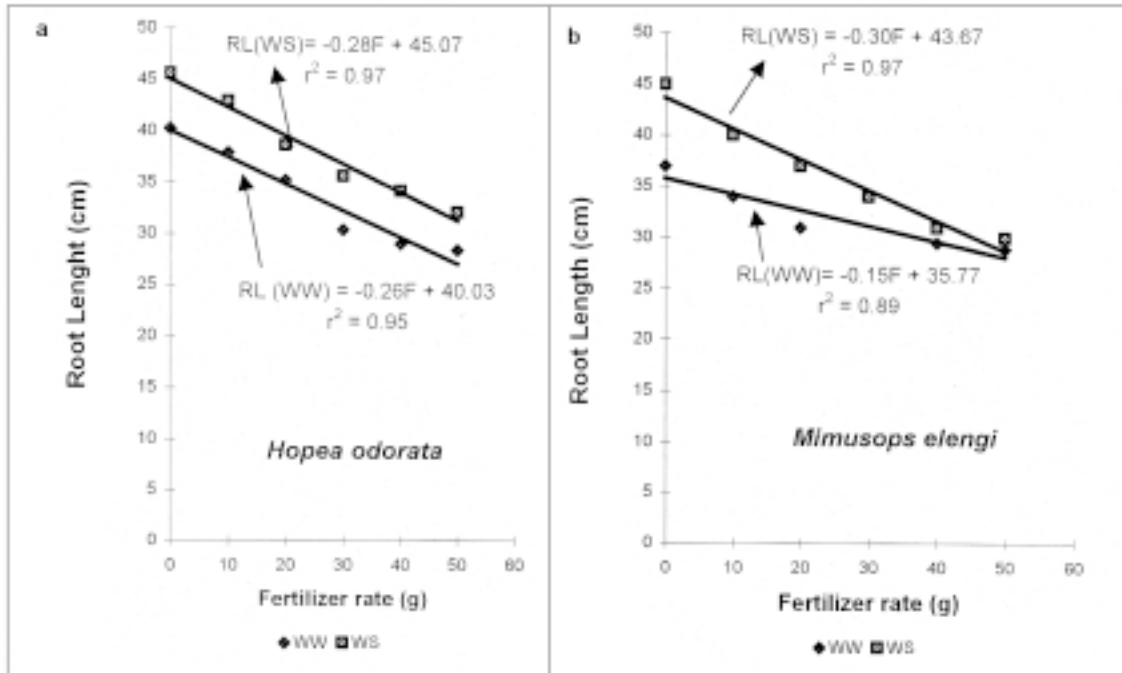 a
RL(WS)= -0.28F + 45.07
r² = 0.97
RL (WW) = -0.26F + 40.03
r² = 0.95
Root Lenght (cm)
50
45
40
35
30
25
20
15
10
5
0
Hopea odorata
0 10 20 30 40 50 60
Fertilizer rate (g)
WW WS
b
RL(WS) = -0.30F + 43.67
r² = 0.97
RL(WW)= -0.15F + 35.77
r² = 0.89
Root Length (cm)
50
45
40
35
30
25
20
15
10
5
0
Mimusops elengi
0 10 20 30 40 50 60
Fertilizer rate (g)
WW WS